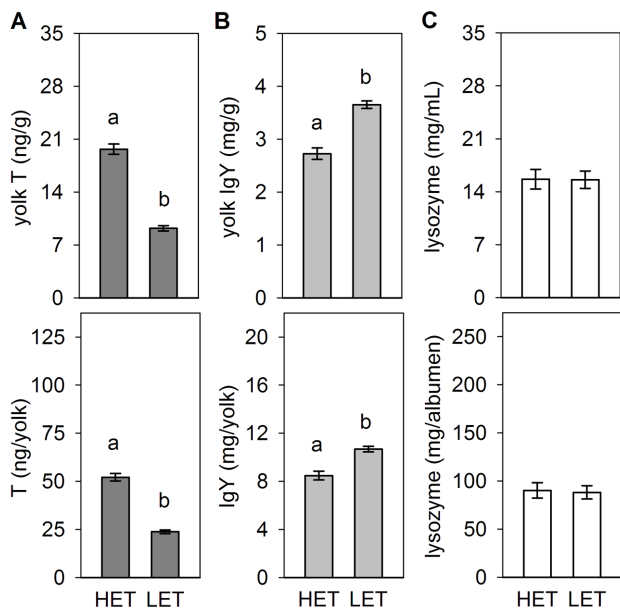 A
yolk T (ng/g)
35
28
21
14
7
0
a
b
B
yolk IgY (mg/g)
5
4
3
2
1
0
a
b
C
lysozyme (mg/mL)
35
28
21
14
7
0
T (ng/yolk)
125
100
75
50
25
0
a
b
HET LET
IgY (mg/yolk)
20
16
12
8
4
0
a
b
HET LET
lysozyme (mg/albumen)
250
200
150
100
50
0
HET LET